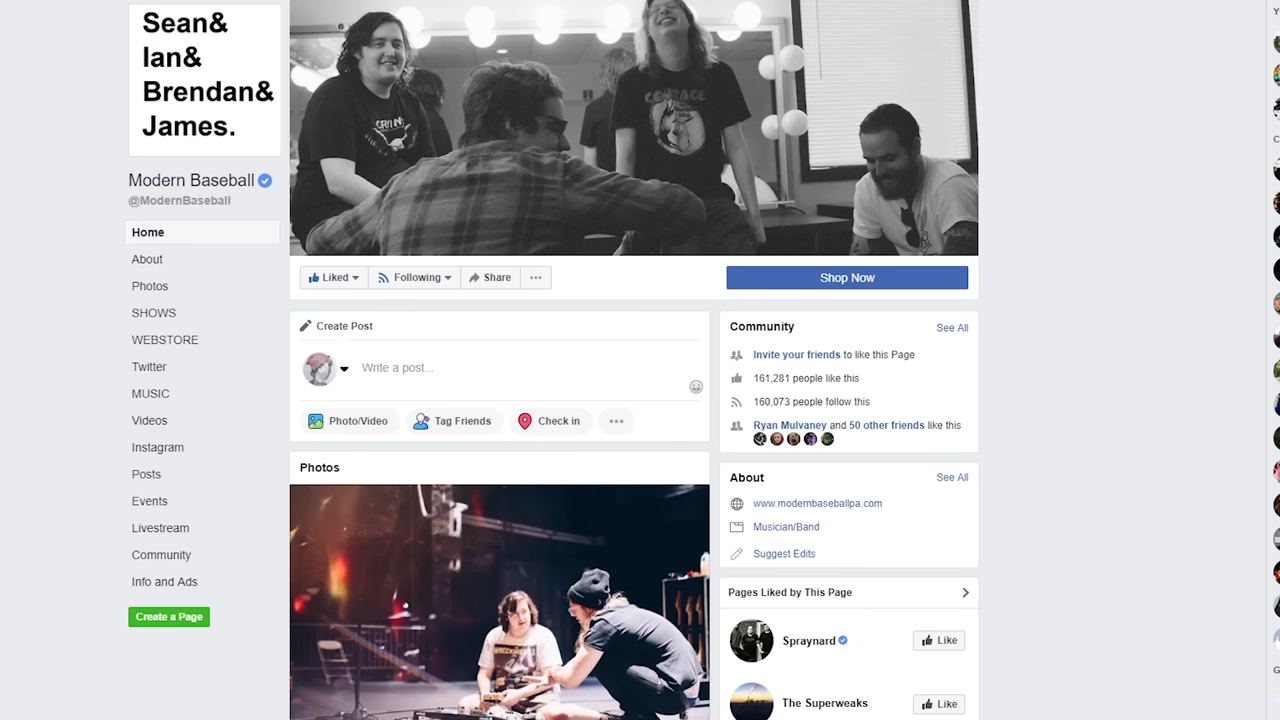 Sean&
Ian&
Brendan&
James.
Modern Baseball
@ModernBaseball
Home
About
Photos
SHOWS
WEBSTORE
Twitter
MUSIC
Videos
Instagram
Posts
Events
Livestream
Community
Info and Ads
Create a Page
COURAGE
Liked
Following
Share
Shop Now
Create Post
Write a post...
Photo/Video
Tag Friends
Check in
Photos
Community
See All
Invite your friends to like this Page
161,281 people like this
160,073 people follow this
Ryan Mulvaney and 50 other friends like this
About
See All
www.modernbaseballpa.com
Musician/Band
Suggest Edits
Pages Liked by This Page
Spraynard
Like
The Superweaks
Like